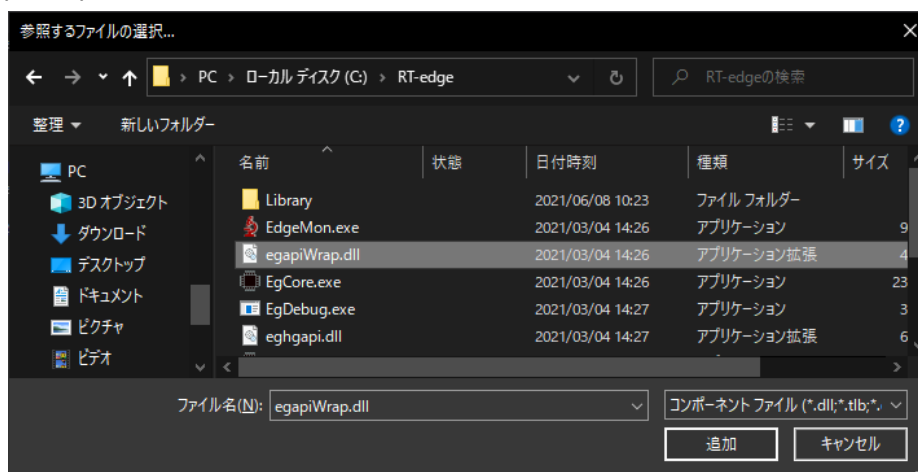 参照するファイルの選択...
PC › ローカル ディスク (C:) › RT-edge
RT-edgeの検索
整理 新しいフォルダー
名前 状態 日付時刻 種類 サイズ
PC
3D オブジェクト
ダウンロード
デスクトップ
ドキュメント
ピクチャ
ビデオ
Library 2021/06/08 10:23 ファイル フォルダー
EdgeMon.exe 2021/03/04 14:26 アプリケーション 9
egapiWrap.dll 2021/03/04 14:26 アプリケーション拡張 4
EgCore.exe 2021/03/04 14:26 アプリケーション 23
EgDebug.exe 2021/03/04 14:27 アプリケーション 3
eghgapi.dll 2021/03/04 14:27 アプリケーション拡張 6
ファイル名(N): egapiWrap.dll
コンポーネント ファイル (*.dll;*.tlb;*.
追加 キャンセル